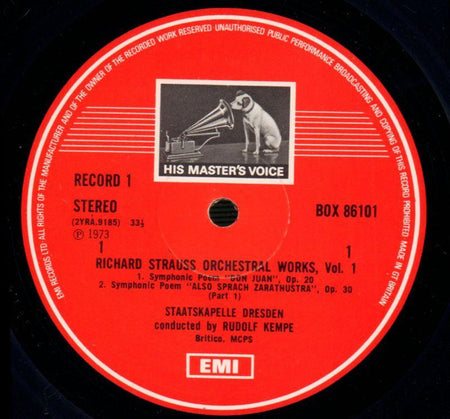 EMI RECORDS LTD ALL RIGHTS OF THE MANUFACTURER AND OF THE OWNER OF THE RECORDED WORK RESERVED UNAUTHORISED PUBLIC PERFORMANCE BROADCASTING AND COPYING OF THIS RECORD PROHIBITED MADE IN GT BRITAIN
HIS MASTER'S VOICE
RECORD 1
STEREO
BOX 86101
(2YRA.9185) 33⅓
Ⓟ 1973
1
1
RICHARD STRAUSS ORCHESTRAL WORKS, Vol. 1
1. Symphonic Poem "DON JUAN", Op. 20
2. Symphonic Poem "ALSO SPRACH ZARATHUSTRA", Op. 30
(Part 1)
STAATSKAPELLE DRESDEN
conducted by RUDOLF KEMPE
Britico. MCPS
EMI